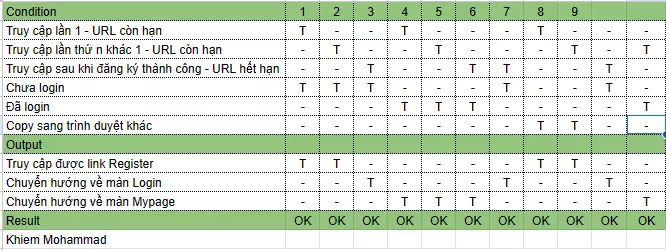 Condition 1 2 3 4 5 6 7 8 9
Truy cập lần 1 - URL còn hạn T - - T - - - T - - -
Truy cập lần thứ n khác 1 - URL còn hạn - T - - T - - - T - T
Truy cập sau khi đăng ký thành công - URL hết hạn - - T - - T T - - T -
Chưa login T T T - - - T - - T -
Đã login - - - T T T - - - - T
Copy sang trình duyệt khác - - - - - - - T T - -
Output
Truy cập được link Register T T - - - - - T T - -
Chuyển hướng về màn Login - - T - - - T - - T -
Chuyển hướng về màn Mypage - - - T T T - - - - T
Result OK OK OK OK OK OK OK OK OK OK OK
Khiem Mohammad